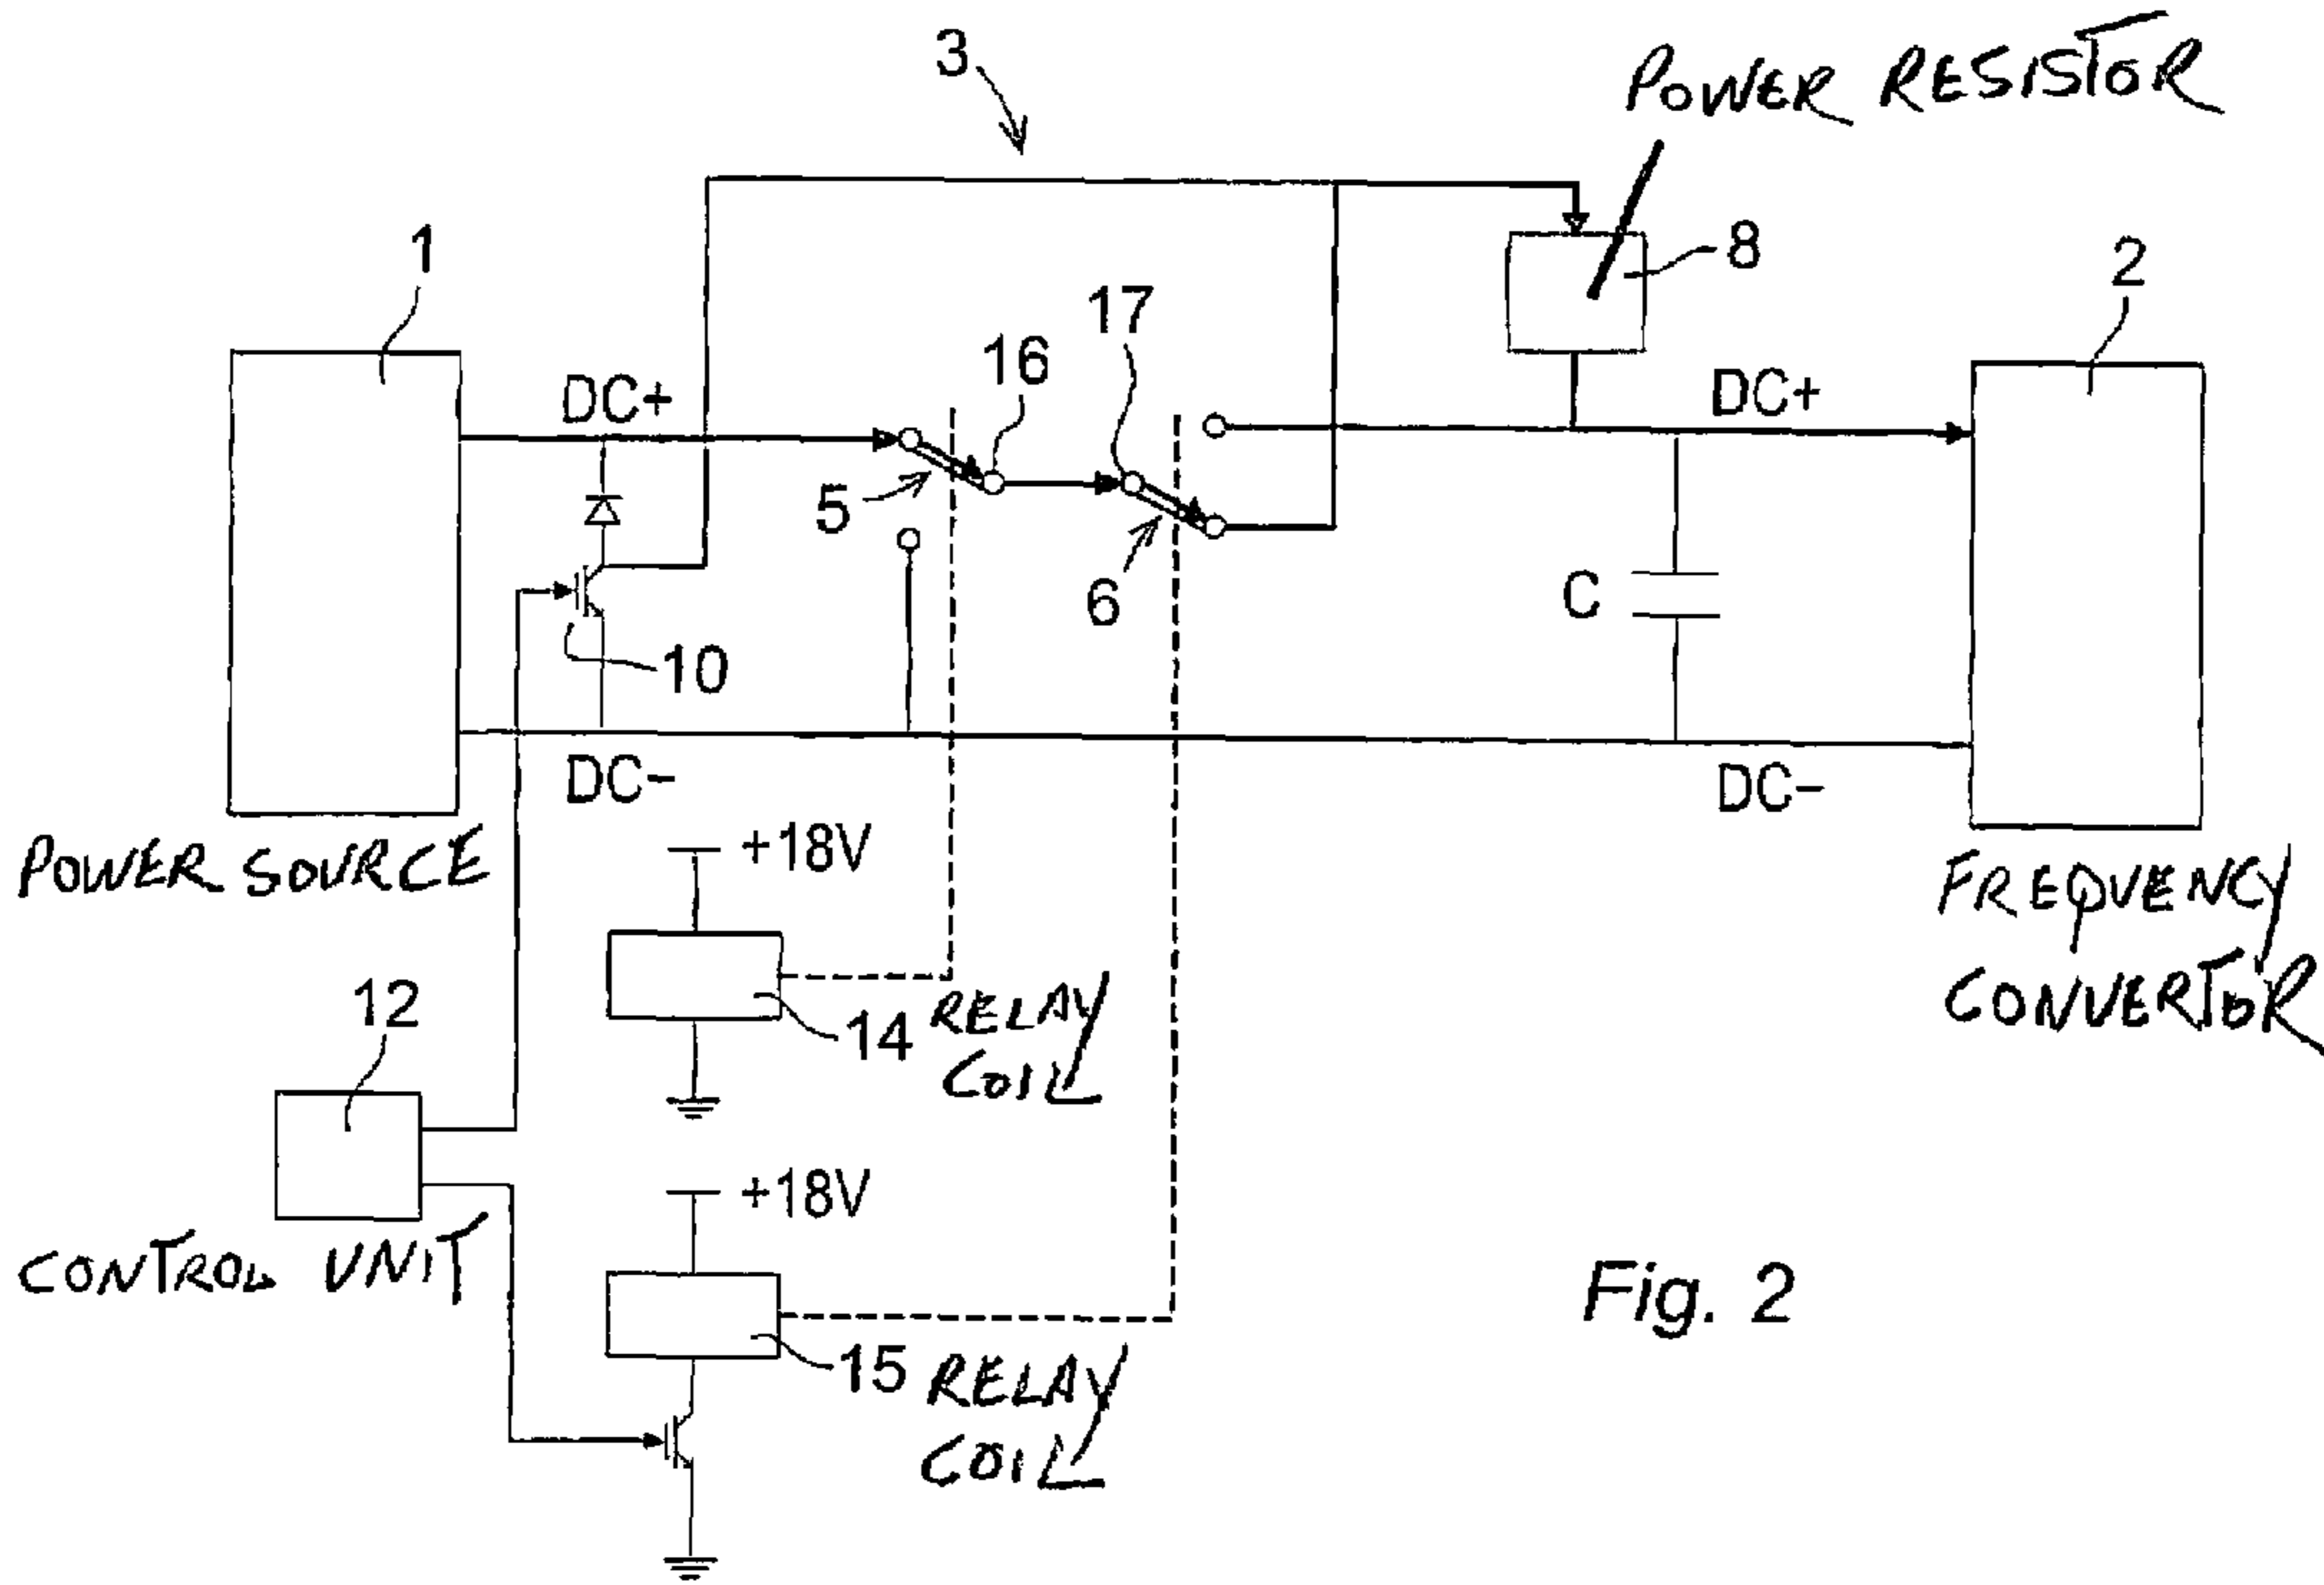 3
POWER RESISTOR
1
8
2
17
16
DC+
DC+
5
6
C
10
DC-
DC-
+18V
POWER SOURCE
FREQUENCY
CONVERTOR
12
14 RELAY
COIL
+18V
CONTROL UNIT
15 RELAY
COIL
Fig. 2